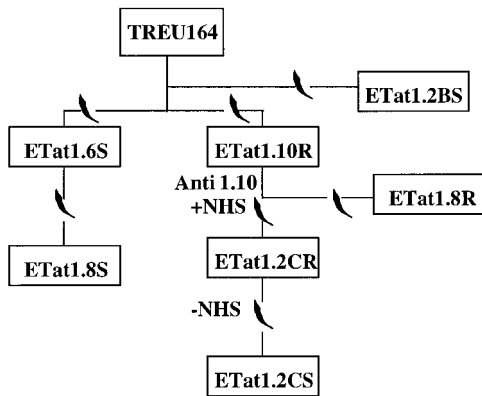 TREU164
ETat1.2BS
ETat1.6S
ETat1.10R
Anti 1.10
+NHS
ETat1.8R
ETat1.8S
ETat1.2CR
-NHS
ETat1.2CS